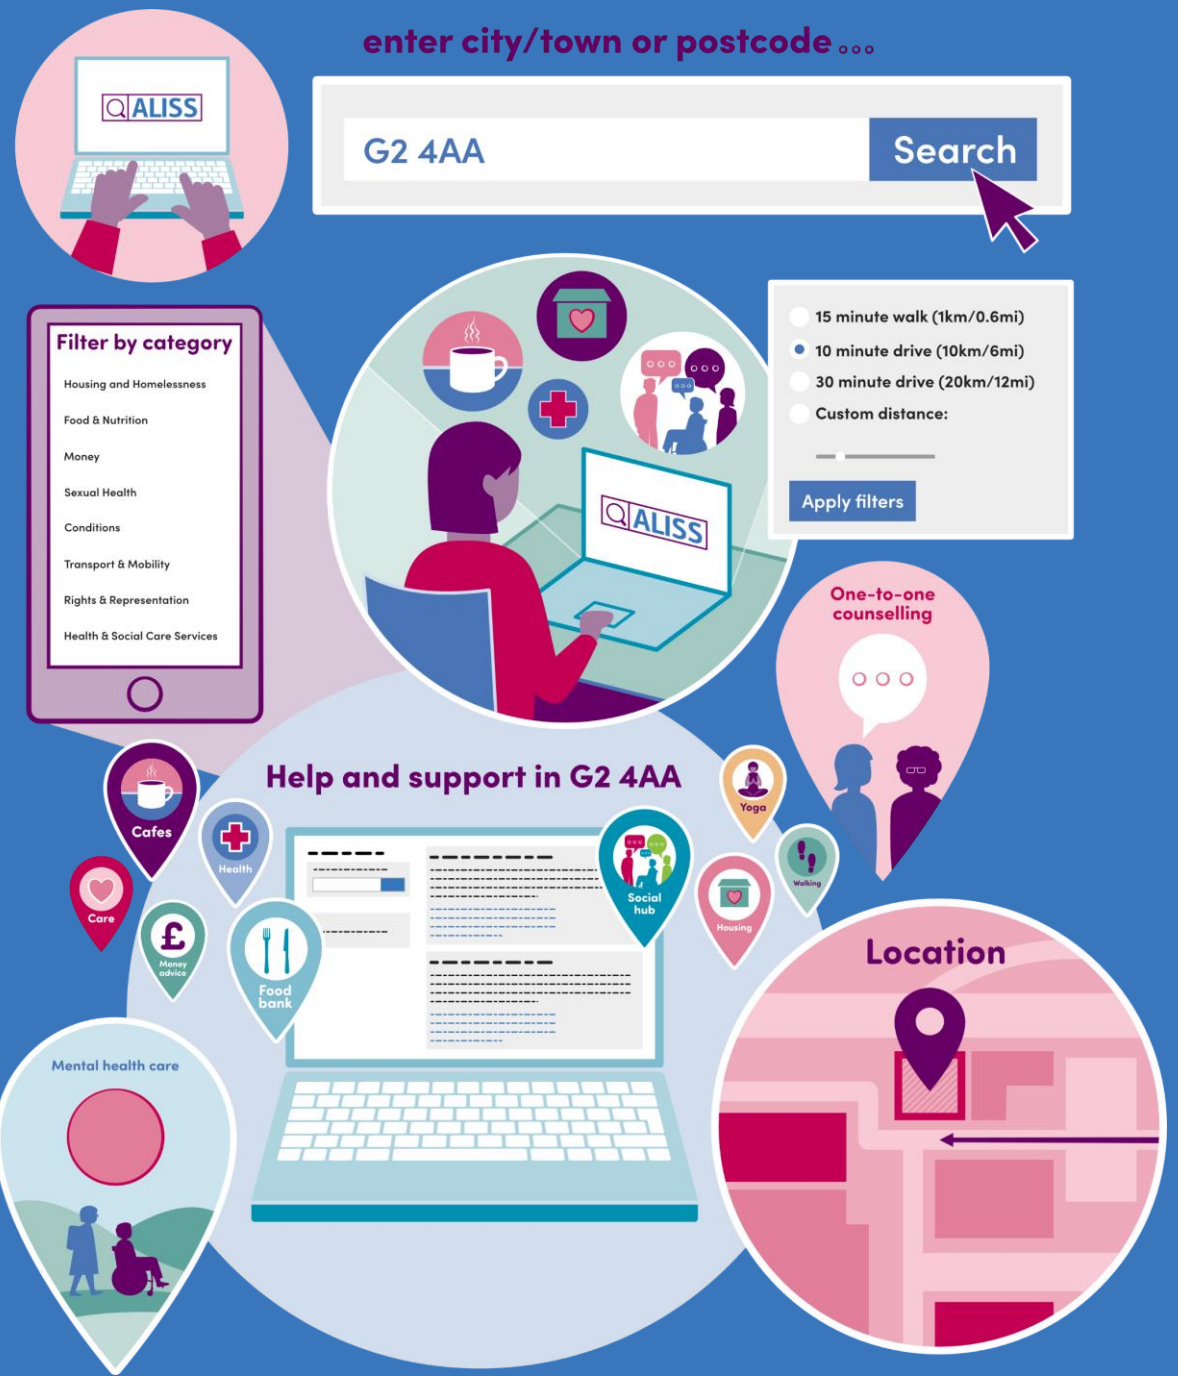 enter city/town or postcode...
ALISS
G2 4AA
Search
Filter by category
Housing and Homelessness
Food & Nutrition
Money
Sexual Health
Conditions
Transport & Mobility
Rights & Representation
Health & Social Care Services
ALISS
15 minute walk (1km/0.6mi)
10 minute drive (10km/6mi)
30 minute drive (20km/12mi)
Custom distance:
Apply filters
One-to-one
counselling
Help and support in G2 4AA
Cafes
Health
Care
£
Money
advice
Food
bank
Social
hub
Yoga
Walking
Housing
Location
Mental health care